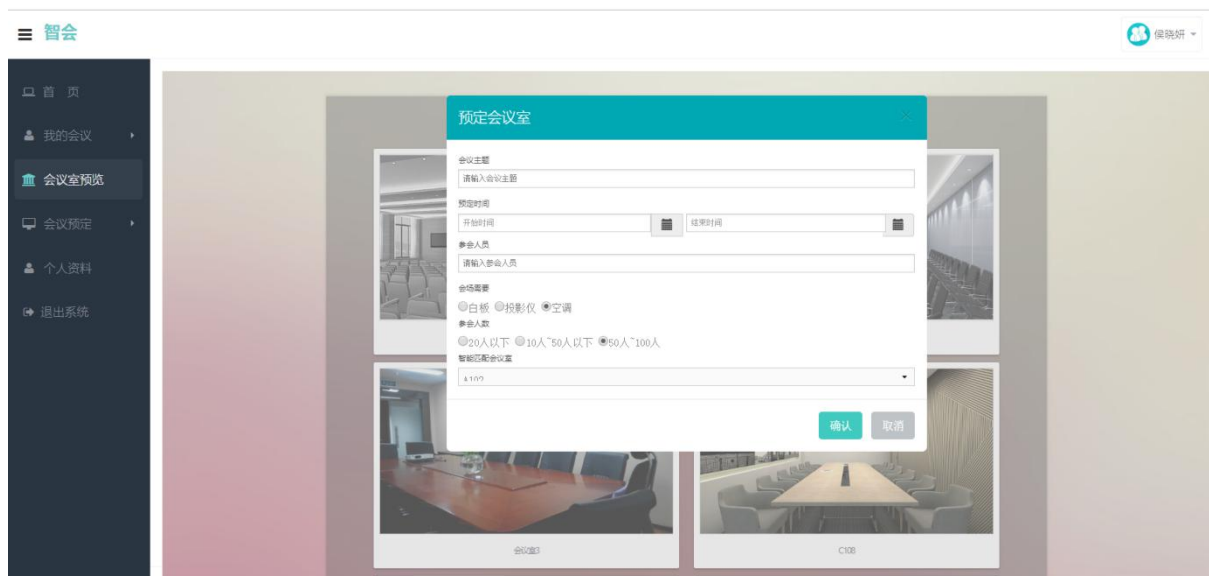 智会
侯晓妍
首 页
我的会议
会议室预览
会议预定
个人资料
退出系统
预定会议室
会议主题
请输入会议主题
预定时间
开始时间 结束时间
参会人员
请输入参会人员
会场需要
白板 投影仪 空调
参会人数
20人以下 10人~50人以下 50人~100人
智能匹配会议室
A102
确认 取消
会议室3 C108